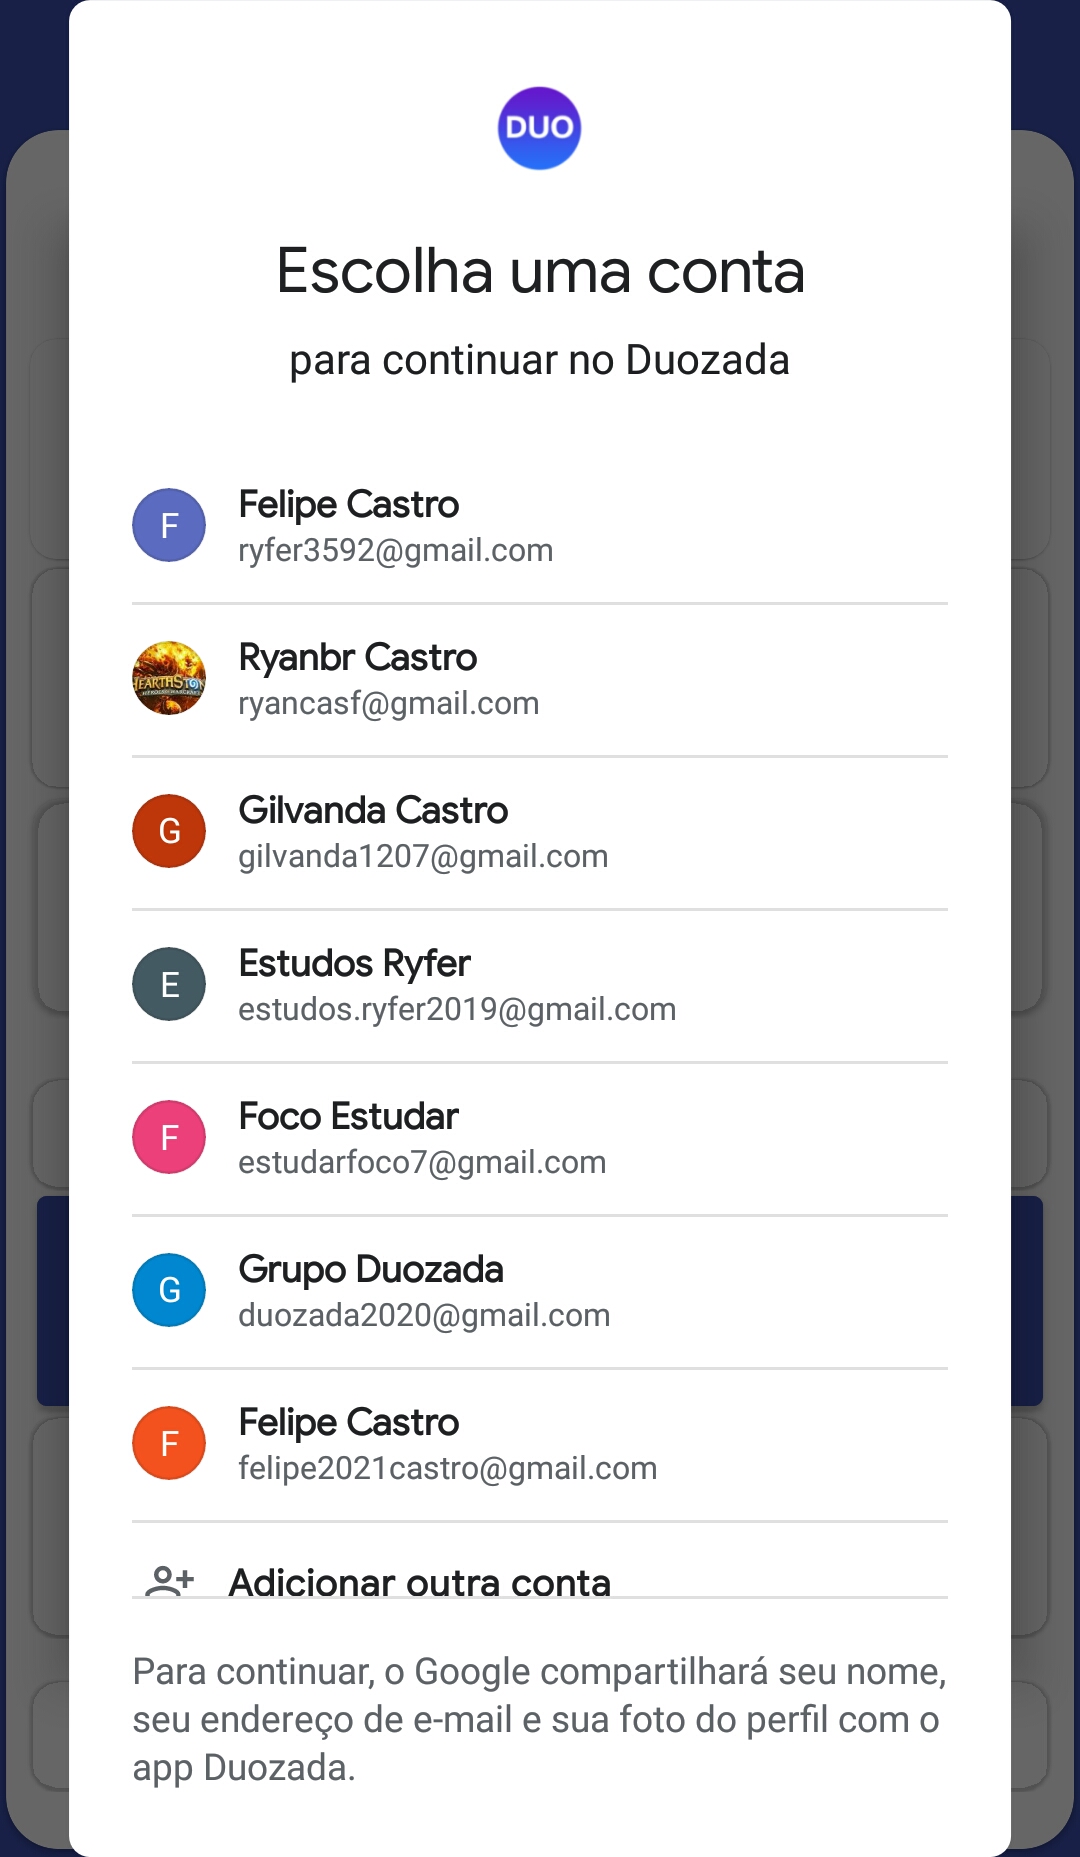 DUO
Escolha uma conta
para continuar no Duozada
F
Felipe Castro
ryfer3592@gmail.com
HEARTHSTON
Ryanbr Castro
ryancasf@gmail.com
G
Gilvanda Castro
gilvanda1207@gmail.com
E
Estudos Ryfer
estudos.ryfer2019@gmail.com
F
Foco Estudar
estudarfoco7@gmail.com
G
Grupo Duozada
duozada2020@gmail.com
F
Felipe Castro
felipe2021castro@gmail.com
Adicionar outra conta
Para continuar, o Google compartilhará seu nome,
seu endereço de e-mail e sua foto do perfil com o
app Duozada.